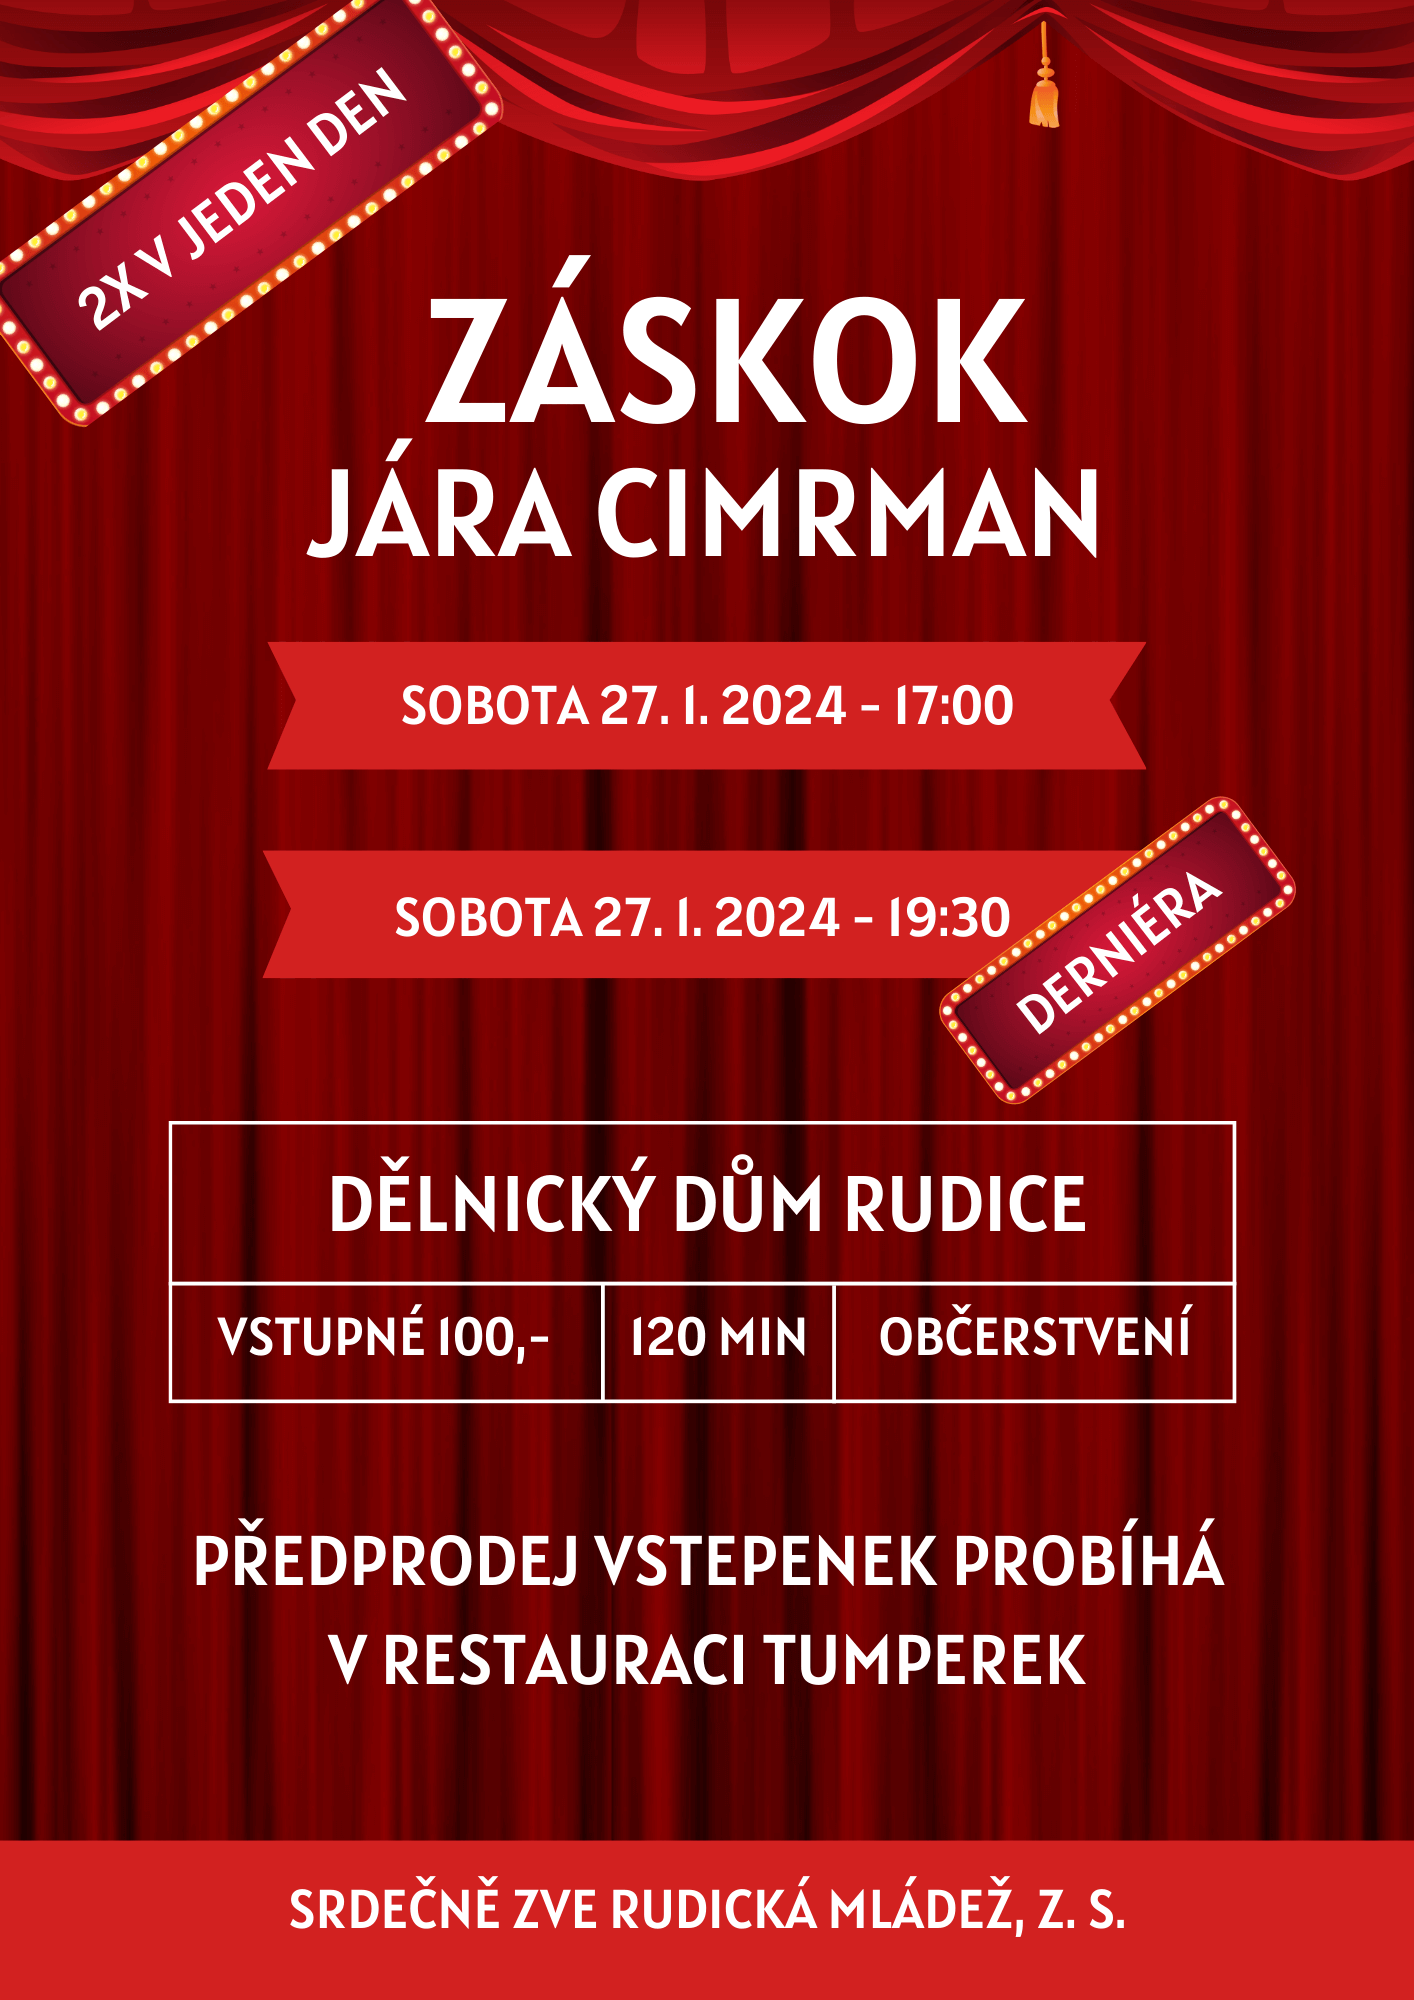 2X V JEDEN DEN
ZÁSKOK
JÁRA CIMRMAN
SOBOTA 27. 1. 2024 - 17:00
SOBOTA 27. 1. 2024 - 19:30
DERNIÉRA
DĚLNICKÝ DŮM RUDICE
VSTUPNÉ 100,-
120 MIN
OBČERSTVENÍ
PŘEDPRODEJ VSTEPENEK PROBÍHÁ
V RESTAURACI TUMPEREK
SRDEČNĚ ZVE RUDICKÁ MLÁDEŽ, Z. S.